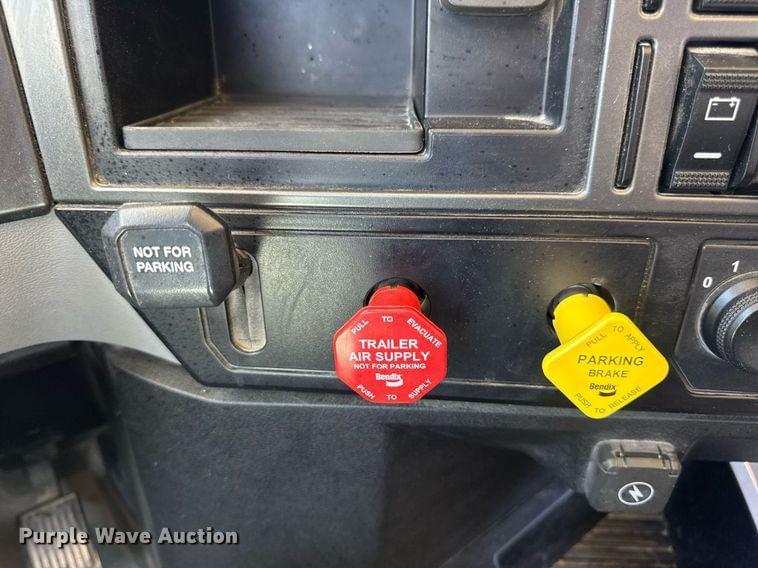 NOT FOR
PARKING
PULL TO EVACUATE
TRAILER
AIR SUPPLY
NOT FOR PARKING
Bendix
PUSH TO SUPPLY
PULL TO APPLY
PARKING
BRAKE
Bendix
PUSH TO RELEASE
0 1
Purple Wave Auction